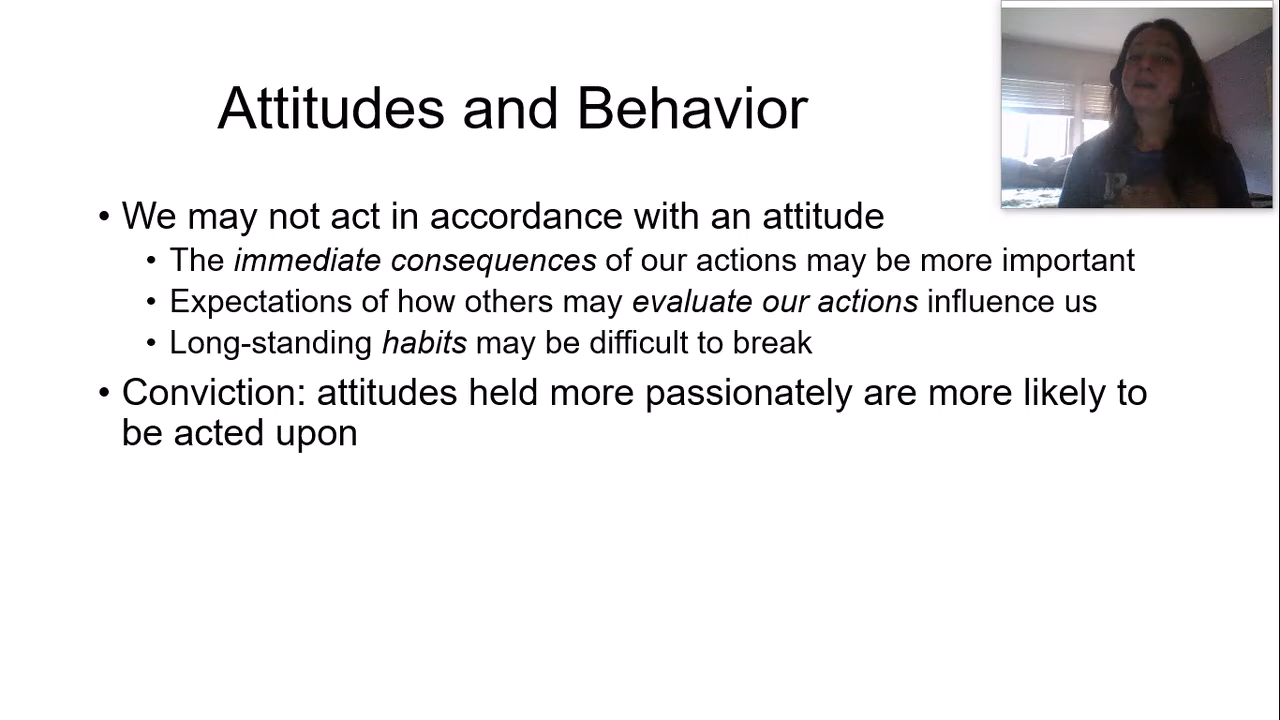 Attitudes and Behavior
• We may not act in accordance with an attitude
• The immediate consequences of our actions may be more important
• Expectations of how others may evaluate our actions influence us
• Long-standing habits may be difficult to break
• Conviction: attitudes held more passionately are more likely to
be acted upon